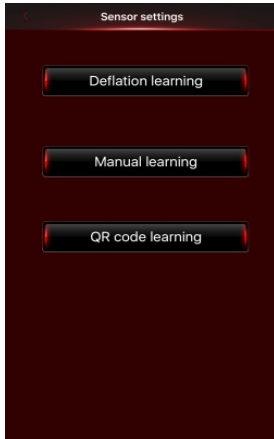 Sensor settings
Deflation learning
Manual learning
QR code learning